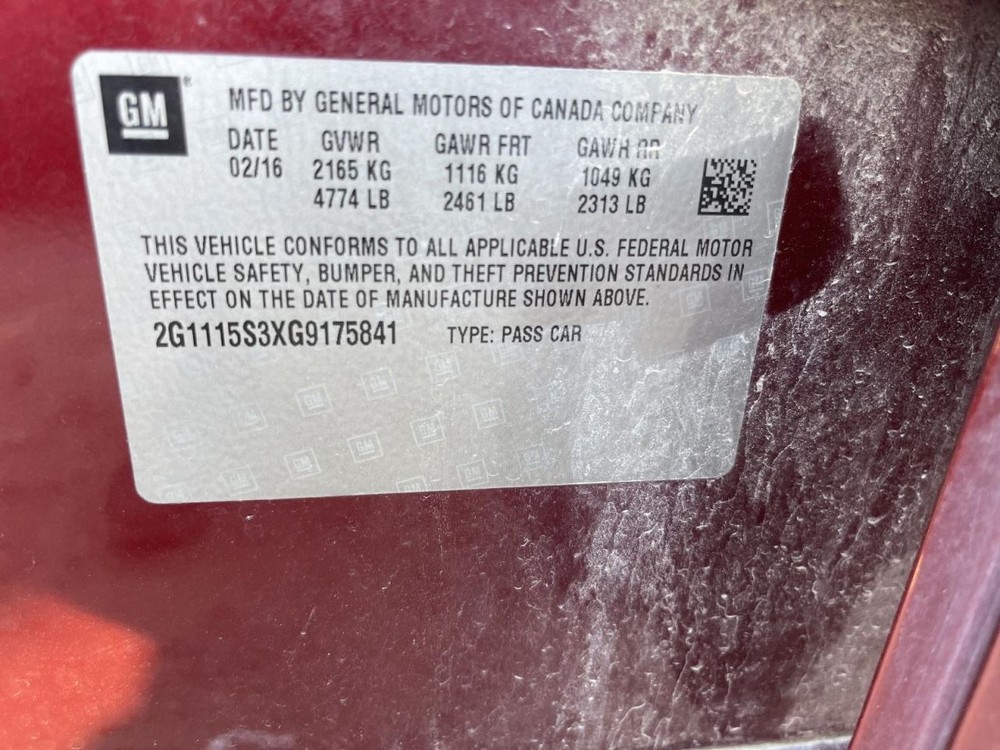 GM®
MFD BY GENERAL MOTORS OF CANADA COMPANY
DATE GVWR GAWR FRT GAWR RR
02/16 2165 KG 1116 KG 1049 KG
4774 LB 2461 LB 2313 LB
THIS VEHICLE CONFORMS TO ALL APPLICABLE U.S. FEDERAL MOTOR
VEHICLE SAFETY, BUMPER, AND THEFT PREVENTION STANDARDS IN
EFFECT ON THE DATE OF MANUFACTURE SHOWN ABOVE.
2G1115S3XG9175841 TYPE: PASS CAR